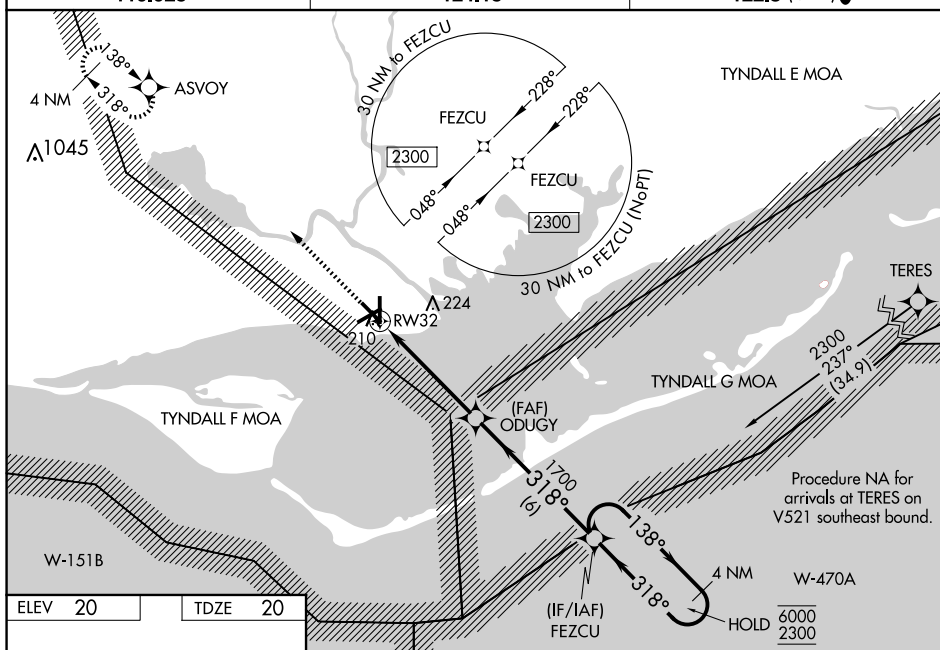 138°
318°
4 NM
ASVOY
1045
30 NM to FEZCU
228°
228°
FEZCU
2300
048°
FEZCU
048°
2300
30 NM to FEZCU (NoPT)
TYNDALL E MOA
TERES
2300
237°
(34.9)
224
RW32
210
TYNDALL G MOA
TYNDALL F MOA
(FAF)
ODUGY
1700
318°
(6)
Procedure NA for
arrivals at TERES on
V521 southeast bound.
138°
318°
4 NM
W-151B
W-470A
(IF/IAF)
FEZCU
HOLD
6000
2300
ELEV 20
TDZE 20